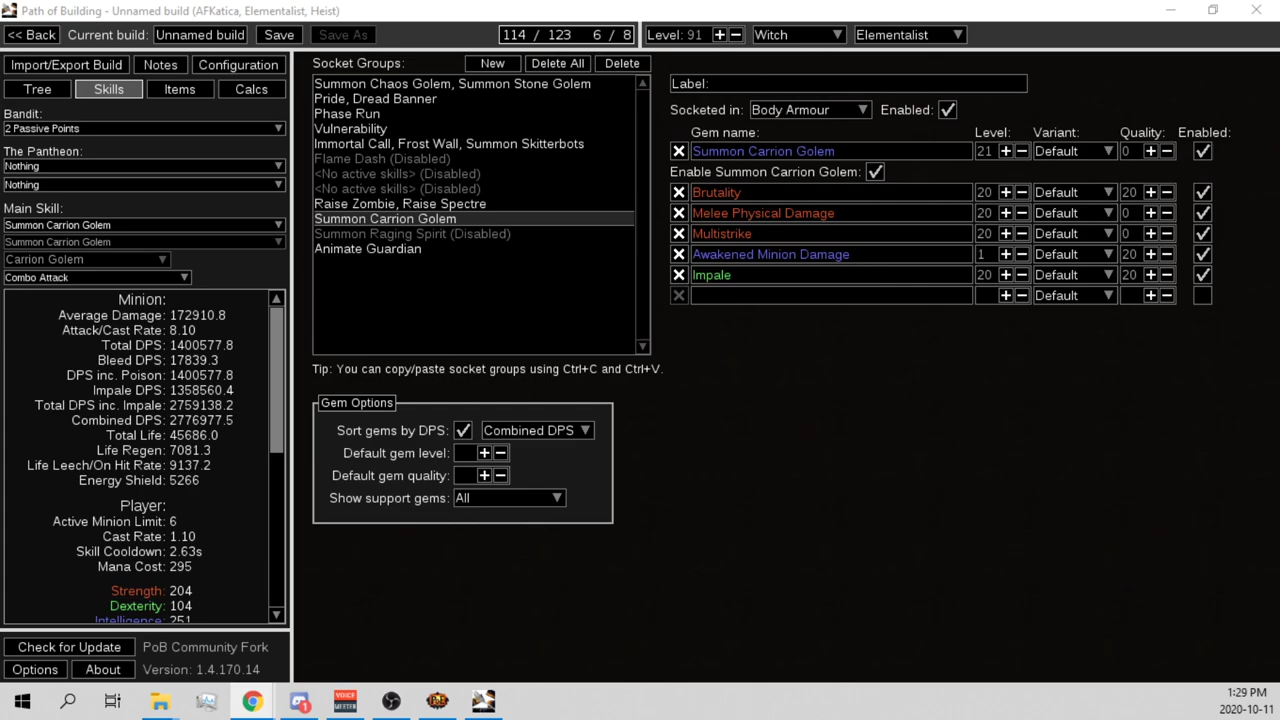 Path of Building - Unnamed build (AFKatica, Elementalist, Heist)
<< Back Current build: Unnamed build Save Save As 114 / 123 6 / 8 Level: 91 Witch Elementalist
Import/Export Build Notes Configuration
Tree Skills Items Calcs
Bandit:
2 Passive Points
The Pantheon:
Nothing
Nothing
Main Skill:
Summon Carrion Golem
Summon Carrion Golem
Carrion Golem
Combo Attack
Minion:
Average Damage: 172910.8
Attack/Cast Rate: 8.10
Total DPS: 1400577.8
Bleed DPS: 17839.3
DPS inc. Poison: 1400577.8
Impale DPS: 1358560.4
Total DPS inc. Impale: 2759138.2
Combined DPS: 2776977.5
Total Life: 45686.0
Life Regen: 7081.3
Life Leech/On Hit Rate: 9137.2
Energy Shield: 5266
Player:
Active Minion Limit: 6
Cast Rate: 1.10
Skill Cooldown: 2.63s
Mana Cost: 295
Strength: 204
Dexterity: 104
Intelligence: 251
Check for Update PoB Community Fork
Options About Version: 1.4.170.14
Socket Groups: New Delete All Delete
Summon Chaos Golem, Summon Stone Golem
Pride, Dread Banner
Phase Run
Vulnerability
Immortal Call, Frost Wall, Summon Skitterbots
Flame Dash (Disabled)
<No active skills> (Disabled)
<No active skills> (Disabled)
Raise Zombie, Raise Spectre
Summon Carrion Golem
Summon Raging Spirit (Disabled)
Animate Guardian
Tip: You can copy/paste socket groups using Ctrl+C and Ctrl+V.
Gem Options
Sort gems by DPS: Combined DPS
Default gem level:
Default gem quality:
Show support gems: All
Label:
Socketed in: Body Armour Enabled:
Gem name: Level: Variant: Quality: Enabled:
Summon Carrion Golem 21 Default 0
Enable Summon Carrion Golem:
Brutality 20 Default 20
Melee Physical Damage 20 Default 0
Multistrike 20 Default 0
Awakened Minion Damage 1 Default 20
Impale 20 Default 20
Default
VOICE
MEETER
1
PoE
1:29 PM
2020-10-11